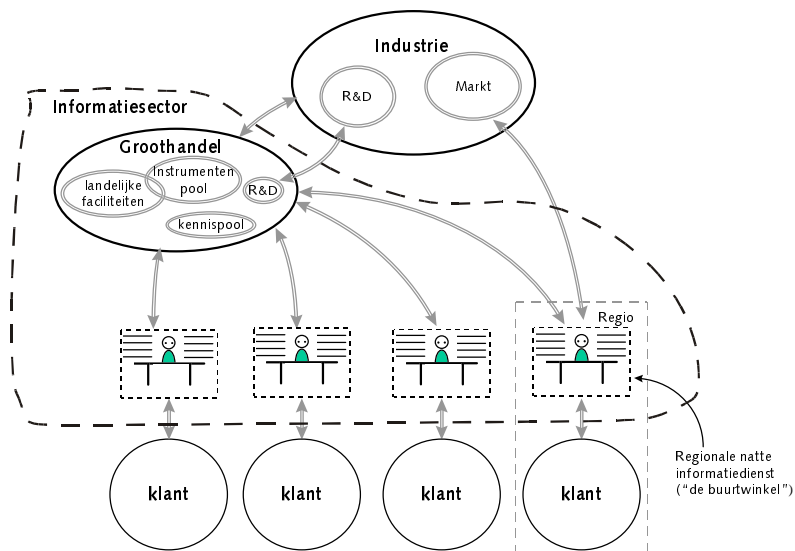 Industrie
R&D
Markt
Informatiesector
Groothandel
Instrumenten
pool
landelijke
faciliteiten
R&D
kennispool
Regio
Regionale natte
informatiedienst
("de buurtwinkel")
klant
klant
klant
klant